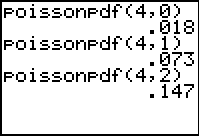 poissonpdf(4,0)
.018
poissonpdf(4,1)
.073
poissonpdf(4,2)
.147